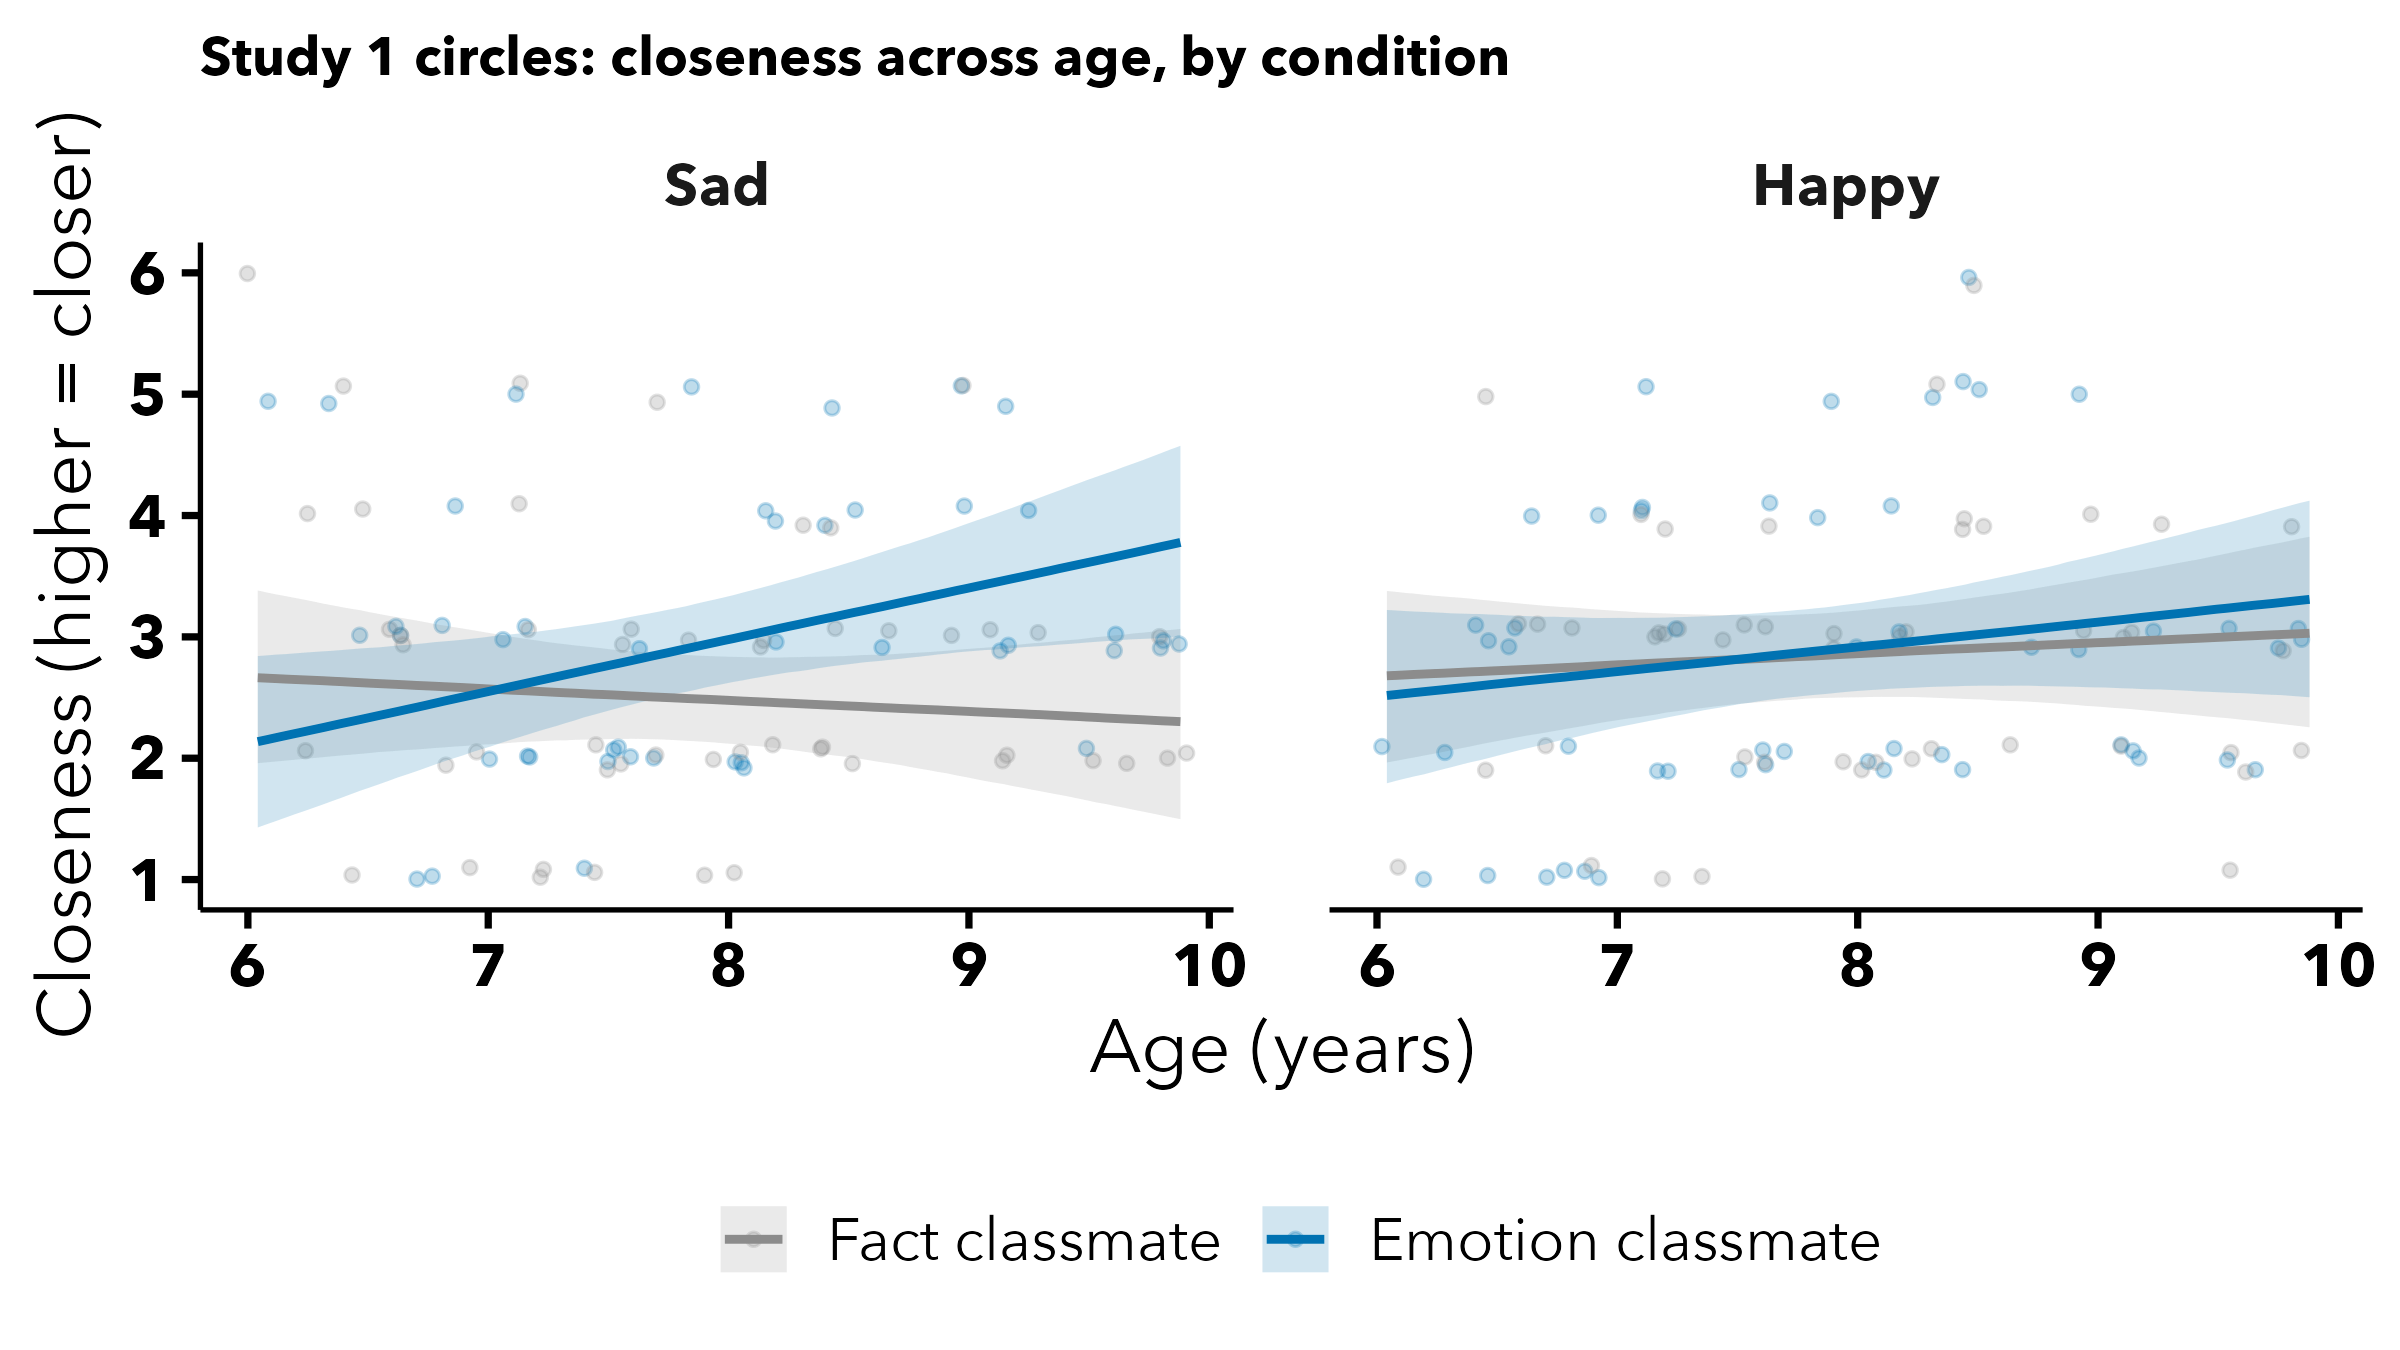 Study 1 circles: closeness across age, by condition
Closeness (higher = closer)
Sad
Happy
6
5
4
3
2
1
6 7 8 9 10
6 7 8 9 10
Age (years)
Fact classmate
Emotion classmate